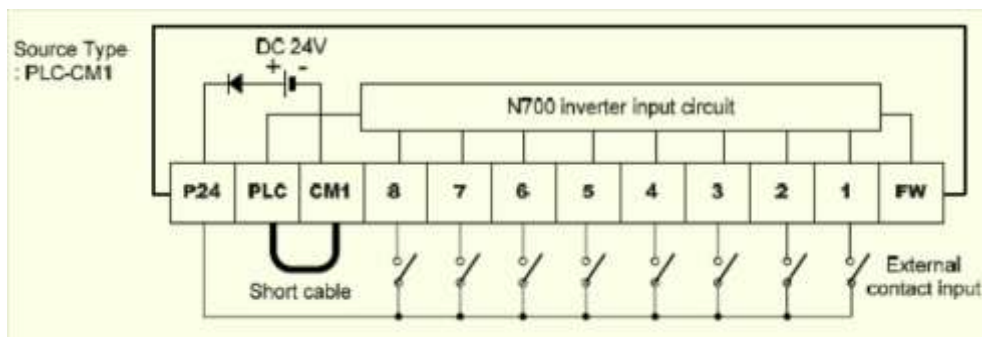 Source Type
: PLC-CM1
DC 24V
+ -
N700 inverter input circuit
P24 PLC CM1 8 7 6 5 4 3 2 1 FW
Short cable
External
contact input